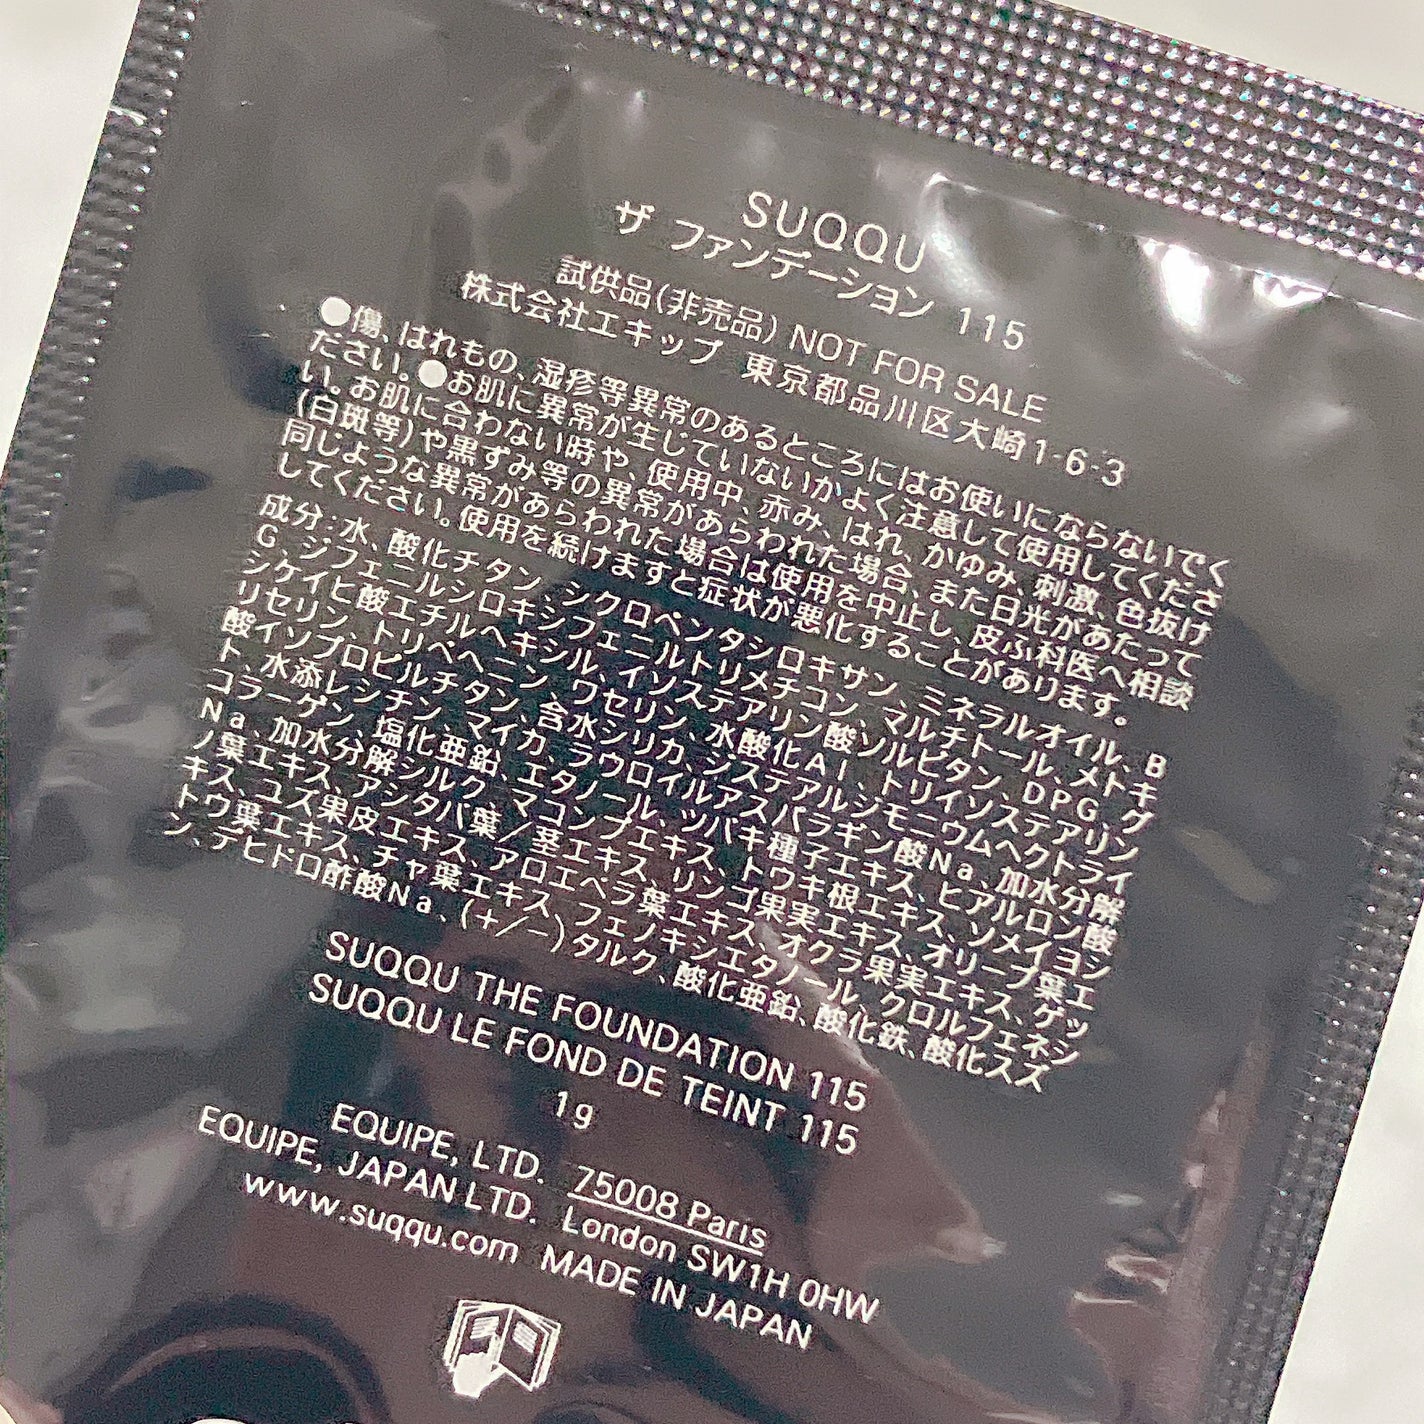 SUQQU
ザ ファンデーション 115
試供品(非売品) NOT FOR SALE
株式会社エキップ 東京都品川区大崎1-6-3
●傷、はれもの、湿疹等異常のあるところにはお使いにならないでく
ださい。●お肌に異常が生じていないかよく注意して使用してくださ
い。お肌に合わない時や、使用中、赤み、はれ、かゆみ、刺激、色抜け
(白斑等)や黒ずみ等の異常があらわれた場合、また日光があたって
同じような異常があらわれた場合は使用を中止し、皮ふ科医へ相談
してください。使用を続けますと症状が悪化することがあります。
成分:水、酸化チタン、シクロペンタシロキサン、ミネラルオイル、B
G、ジフェニルシロキシフェニルトリメチコン、マルチトール、メトキ
シケイヒ酸エチルヘキシル、イソステアリン酸ソルビタン、DPG、グ
リセリン、トリベヘニン、ワセリン、水酸化Al、トリイソステアリン
酸イソプロピルチタン、含水シリカ、ジステアルジモニウムヘクトライ
ト、水添レシチン、マイカ、ラウロイルアスパラギン酸Na、加水分解
コラーゲン、塩化亜鉛、エタノール、ツバキ種子エキス、ヒアルロン酸
Na、加水分解シルク、マコンブエキス、トウキ根エキス、ソメイヨシ
ノ葉エキス、アシタバ葉/茎エキス、リンゴ果実エキス、オリーブ葉エ
キス、ユズ果皮エキス、アロエベラ葉エキス、オクラ果実エキス、ゲッ
トウ葉エキス、チャ葉エキス、フェノキシエタノール、クロルフェネシ
ン、デヒドロ酢酸Na、(+/-)タルク、酸化亜鉛、酸化鉄、酸化スズ
SUQQU THE FOUNDATION 115
SUQQU LE FOND DE TEINT 115
1g
EQUIPE, LTD. 75008 Paris
EQUIPE, JAPAN LTD. London SW1H 0HW
www.suqqu.com MADE IN JAPAN